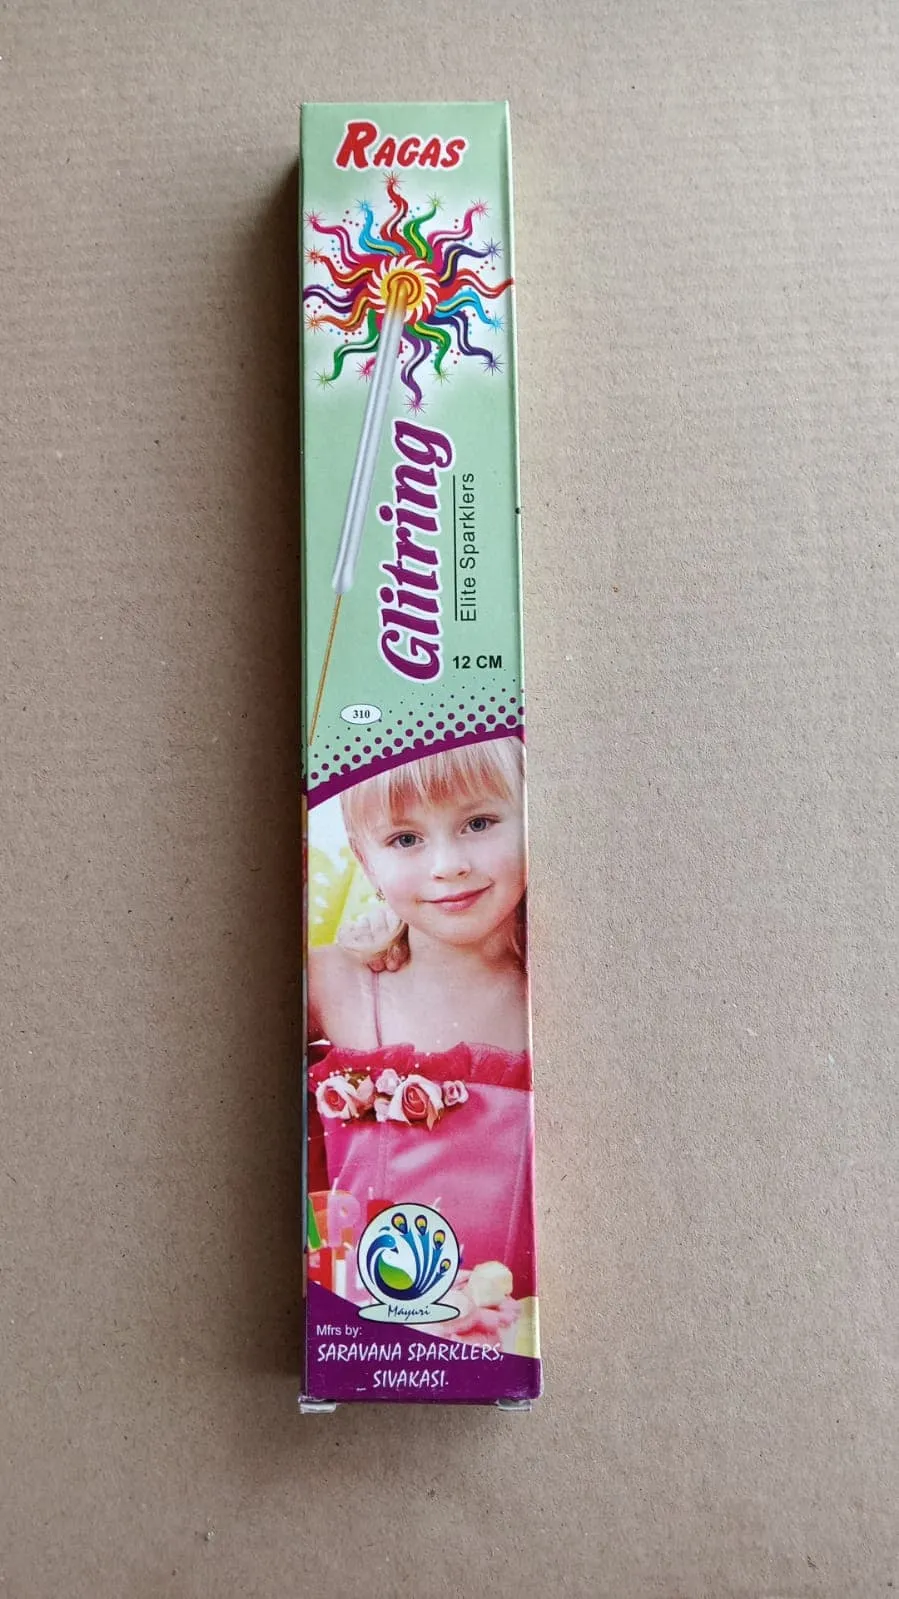 RAGAS
Glitring
Elite Sparklers
12 CM
310
Mayuri
Mfrs by:
SARAVANA SPARKLERS,
SIVAKASI.